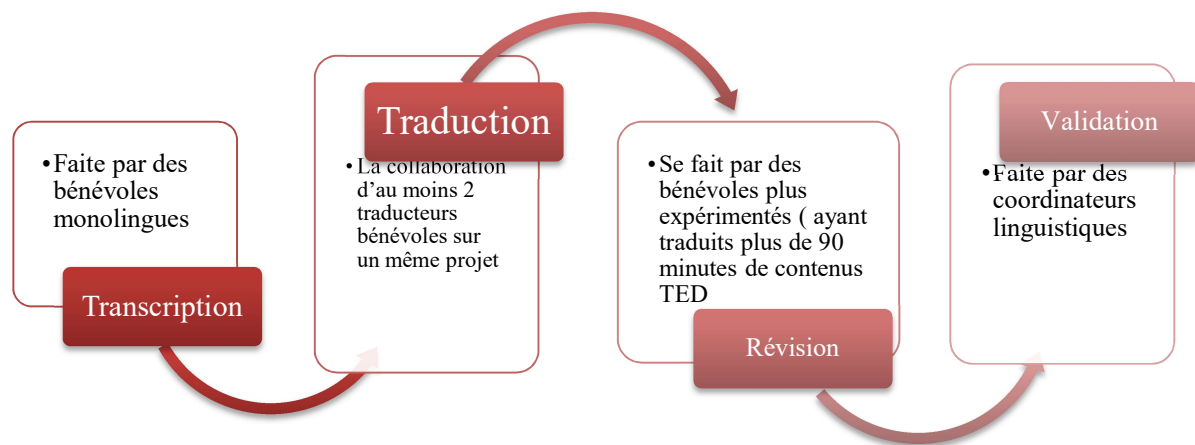 •Faite par des
bénévoles
monolingues
Transcription
Traduction
•La collaboration
d’au moins 2
traducteurs
bénévoles sur
un même projet
•Se fait par des
bénévoles plus
expérimentés ( ayant
traduits plus de 90
minutes de contenus
TED
Révision
Validation
•Faite par des
coordinateurs
linguistiques